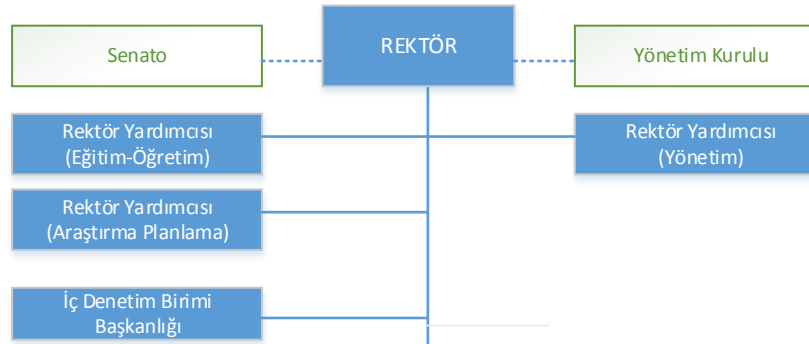 Senato
REKTÖR
Yönetim Kurulu
Rektör Yardımcısı
(Eğitim-Öğretim)
Rektör Yardımcısı
(Yönetim)
Rektör Yardımcısı
(Araştırma Planlama)
İç Denetim Birimi
Başkanlığı